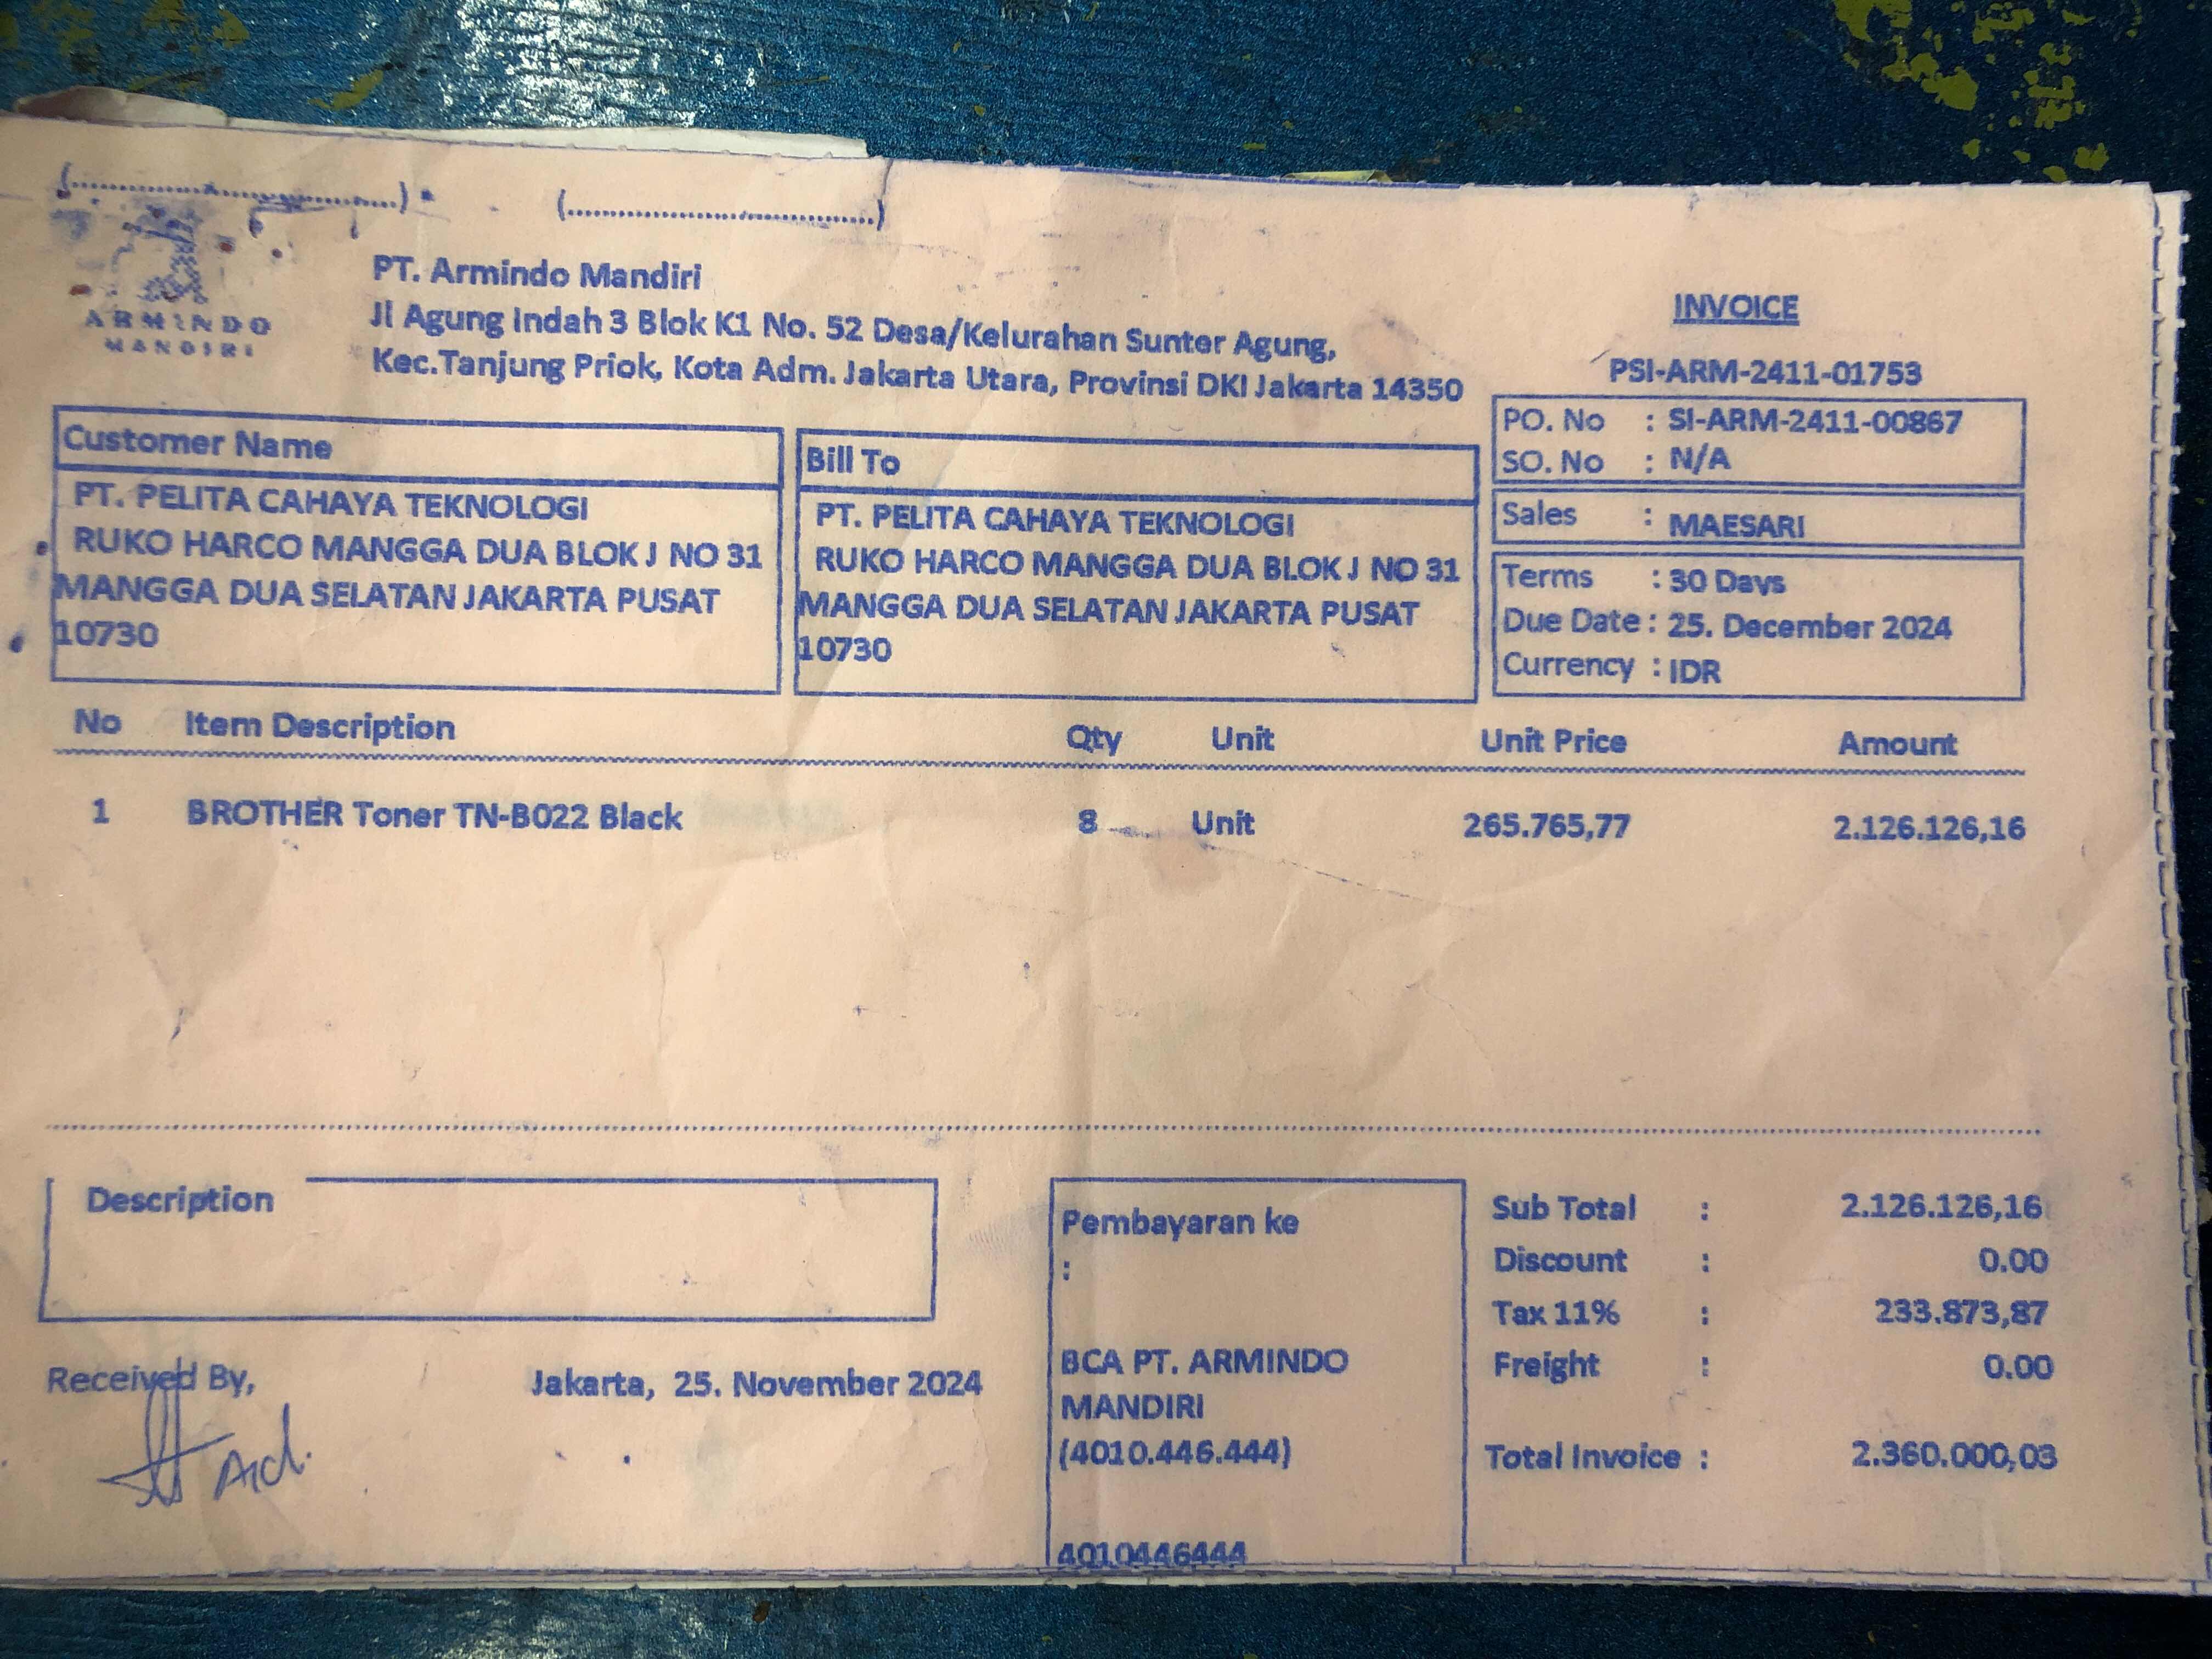 (..............................) (..............................)
ARMINDO
MANDIRI
PT. Armindo Mandiri
Jl Agung Indah 3 Blok K1 No. 52 Desa/Kelurahan Sunter Agung,
Kec.Tanjung Priok, Kota Adm. Jakarta Utara, Provinsi DKI Jakarta 14350
INVOICE
PSI-ARM-2411-01753
PO. No : SI-ARM-2411-00867
SO. No : N/A
Sales : MAESARI
Terms : 30 Days
Due Date : 25. December 2024
Currency : IDR
Customer Name
PT. PELITA CAHAYA TEKNOLOGI
RUKO HARCO MANGGA DUA BLOK J NO 31
MANGGA DUA SELATAN JAKARTA PUSAT
10730
Bill To
PT. PELITA CAHAYA TEKNOLOGI
RUKO HARCO MANGGA DUA BLOK J NO 31
MANGGA DUA SELATAN JAKARTA PUSAT
10730
No Item Description Qty Unit Unit Price Amount
1 BROTHER Toner TN-B022 Black 8 Unit 265.765,77 2.126.126,16
Description
Received By,
Jakarta, 25. November 2024
Pembayaran ke
:
BCA PT. ARMINDO
MANDIRI
(4010.446.444)
4010446444
Sub Total : 2.126.126,16
Discount : 0.00
Tax 11% : 233.873,87
Freight : 0.00
Total Invoice : 2.360.000,03